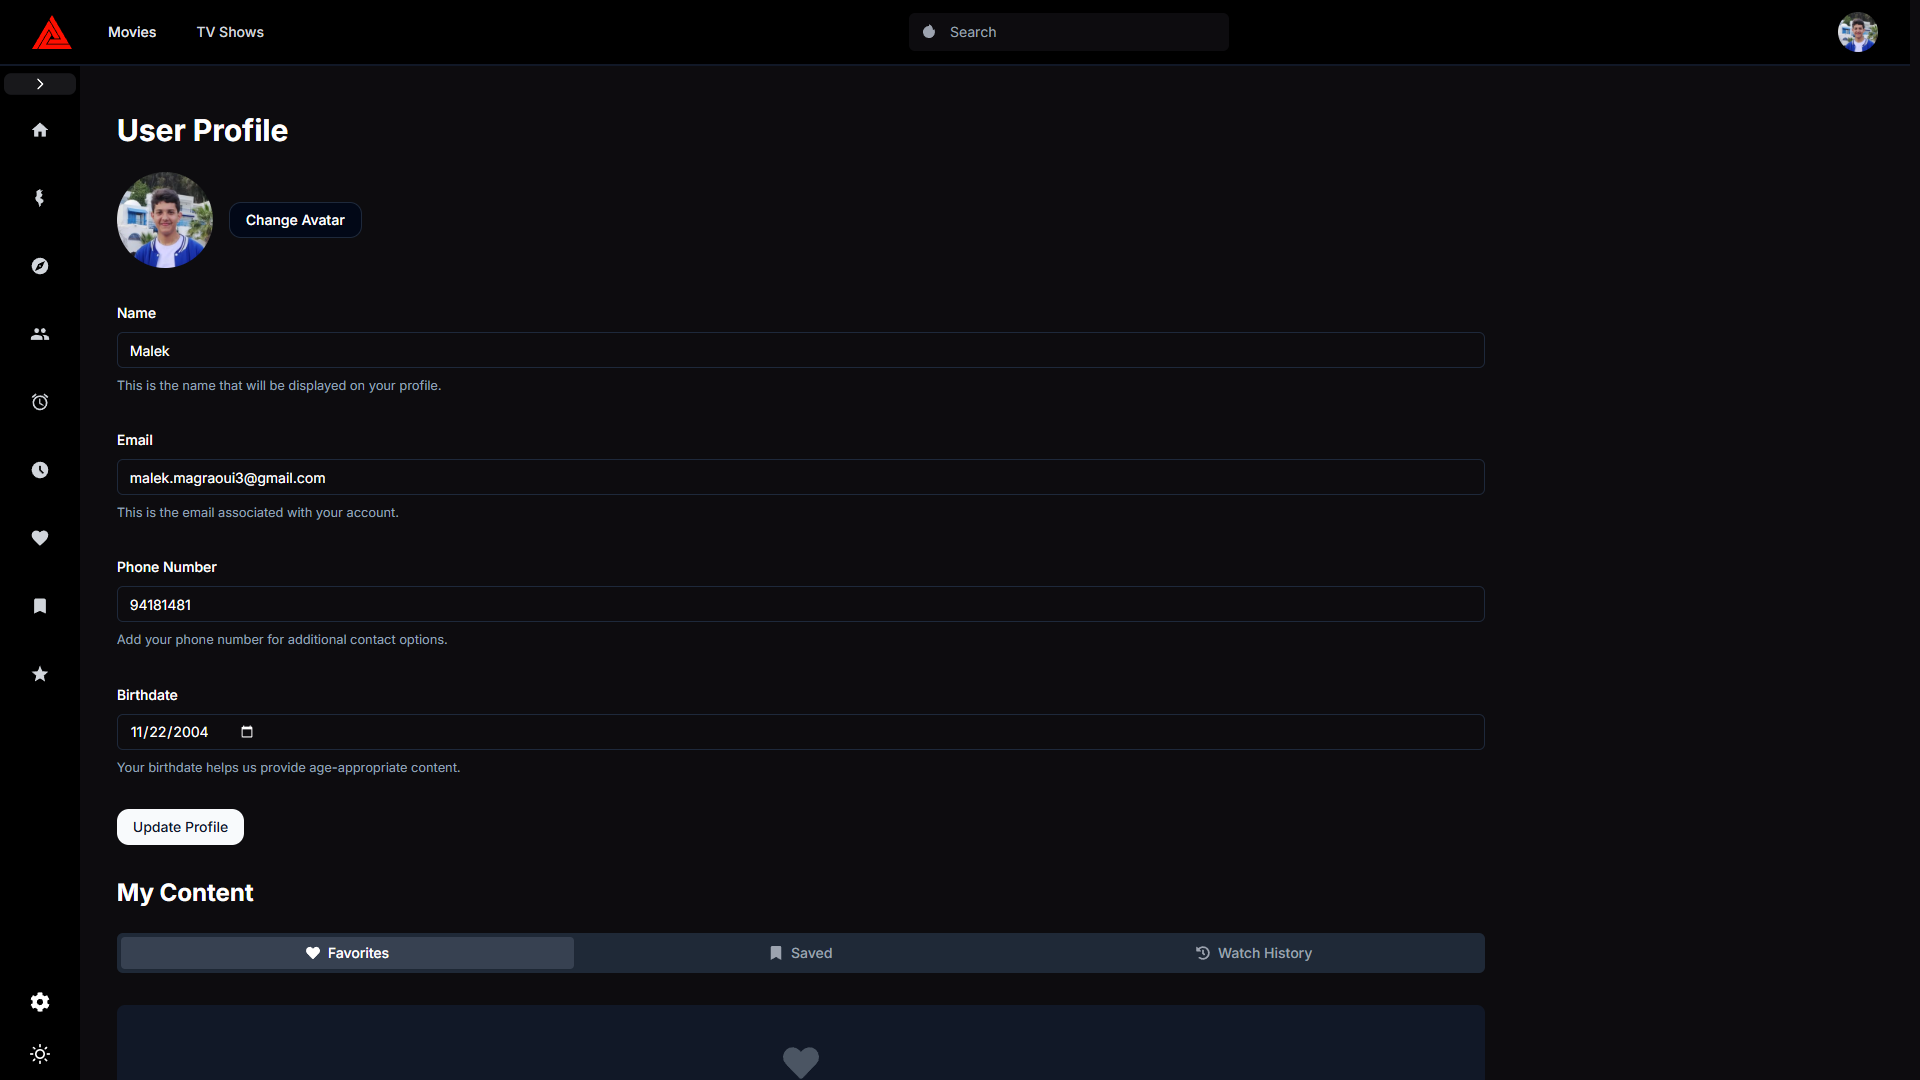 Movies
TV Shows
Search
User Profile
Change Avatar
Name
Malek
This is the name that will be displayed on your profile.
Email
malek.magraoui3@gmail.com
This is the email associated with your account.
Phone Number
94181481
Add your phone number for additional contact options.
Birthdate
11/22/2004
Your birthdate helps us provide age-appropriate content.
Update Profile
My Content
Favorites
Saved
Watch History